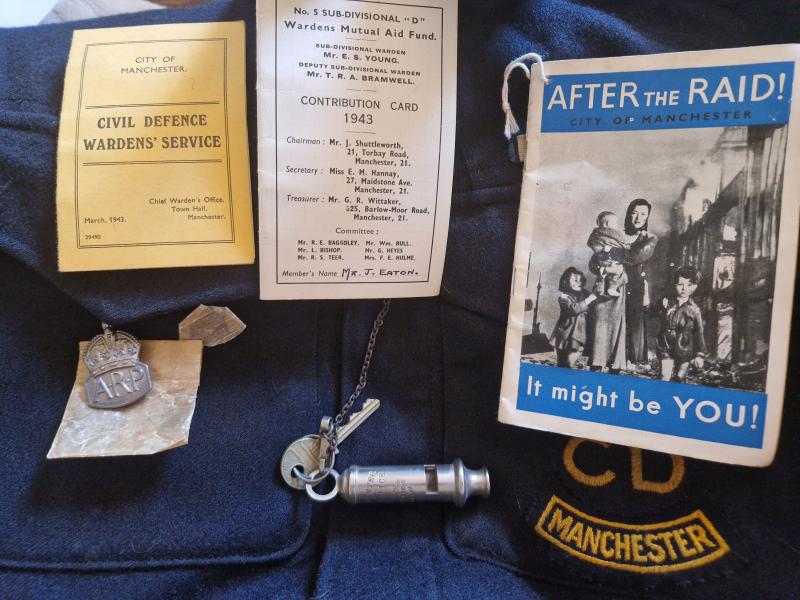 CITY OF
MANCHESTER.
CIVIL DEFENCE
WARDENS' SERVICE
Chief Warden's Office.
Town Hall.
Manchester.
March, 1943.
29490
No. 5 SUB-DIVISIONAL "D"
Wardens Mutual Aid Fund.
SUB-DIVISIONAL WARDEN
Mr. E. S. YOUNG.
DEPUTY SUB-DIVISIONAL WARDEN
Mr. T. R. A. BRAMWELL.
CONTRIBUTION CARD
1943
Chairman : Mr. J. Shuttleworth,
21, Torbay Road,
Manchester, 21.
Secretary : Miss E. M. Hannay,
27, Maidstone Ave.
Manchester, 21.
Treasurer : Mr. G. R. Wittaker,
525, Barlow-Moor Road,
Manchester, 21.
Committee :
Mr. R. E. BAGGOLEY. Mr. Wm. BULL.
Mr. L. BISHOP. Mr. G. HEYES
Mr. R. S. TEER. Mrs. F. E. HULME.
Member's Name MR. J. EATON.
AFTER THE RAID!
CITY OF MANCHESTER
It might be YOU!
ARP
CD
MANCHESTER